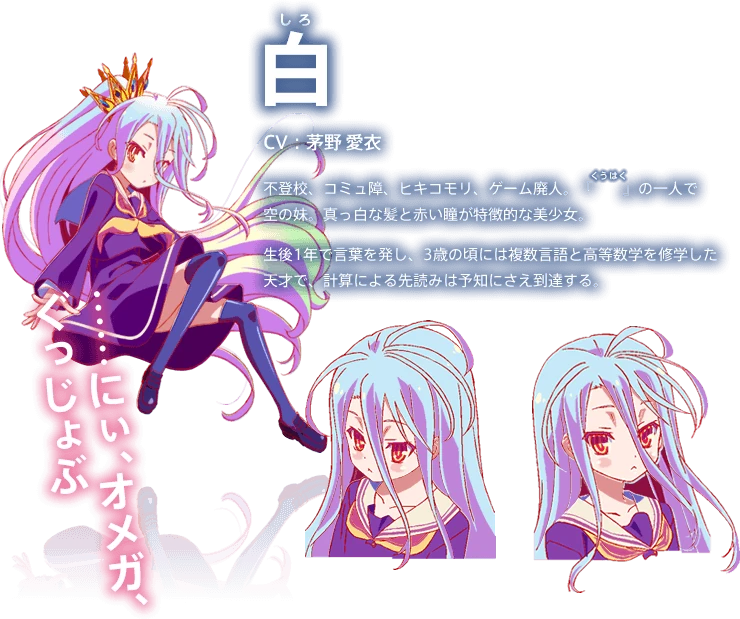 しろ
白
CV：茅野 愛衣
くうはく
不登校、コミュ障、ヒキコモリ、ゲーム廃人。「　　」の一人で
空の妹。真っ白な髪と赤い瞳が特徴的な美少女。
生後1年で言葉を発し、3歳の頃には複数言語と高等数学を修学した
天才で、計算による先読みは予知にさえ到達する。
……にぃ、オメガ、
ぐっじょぶ